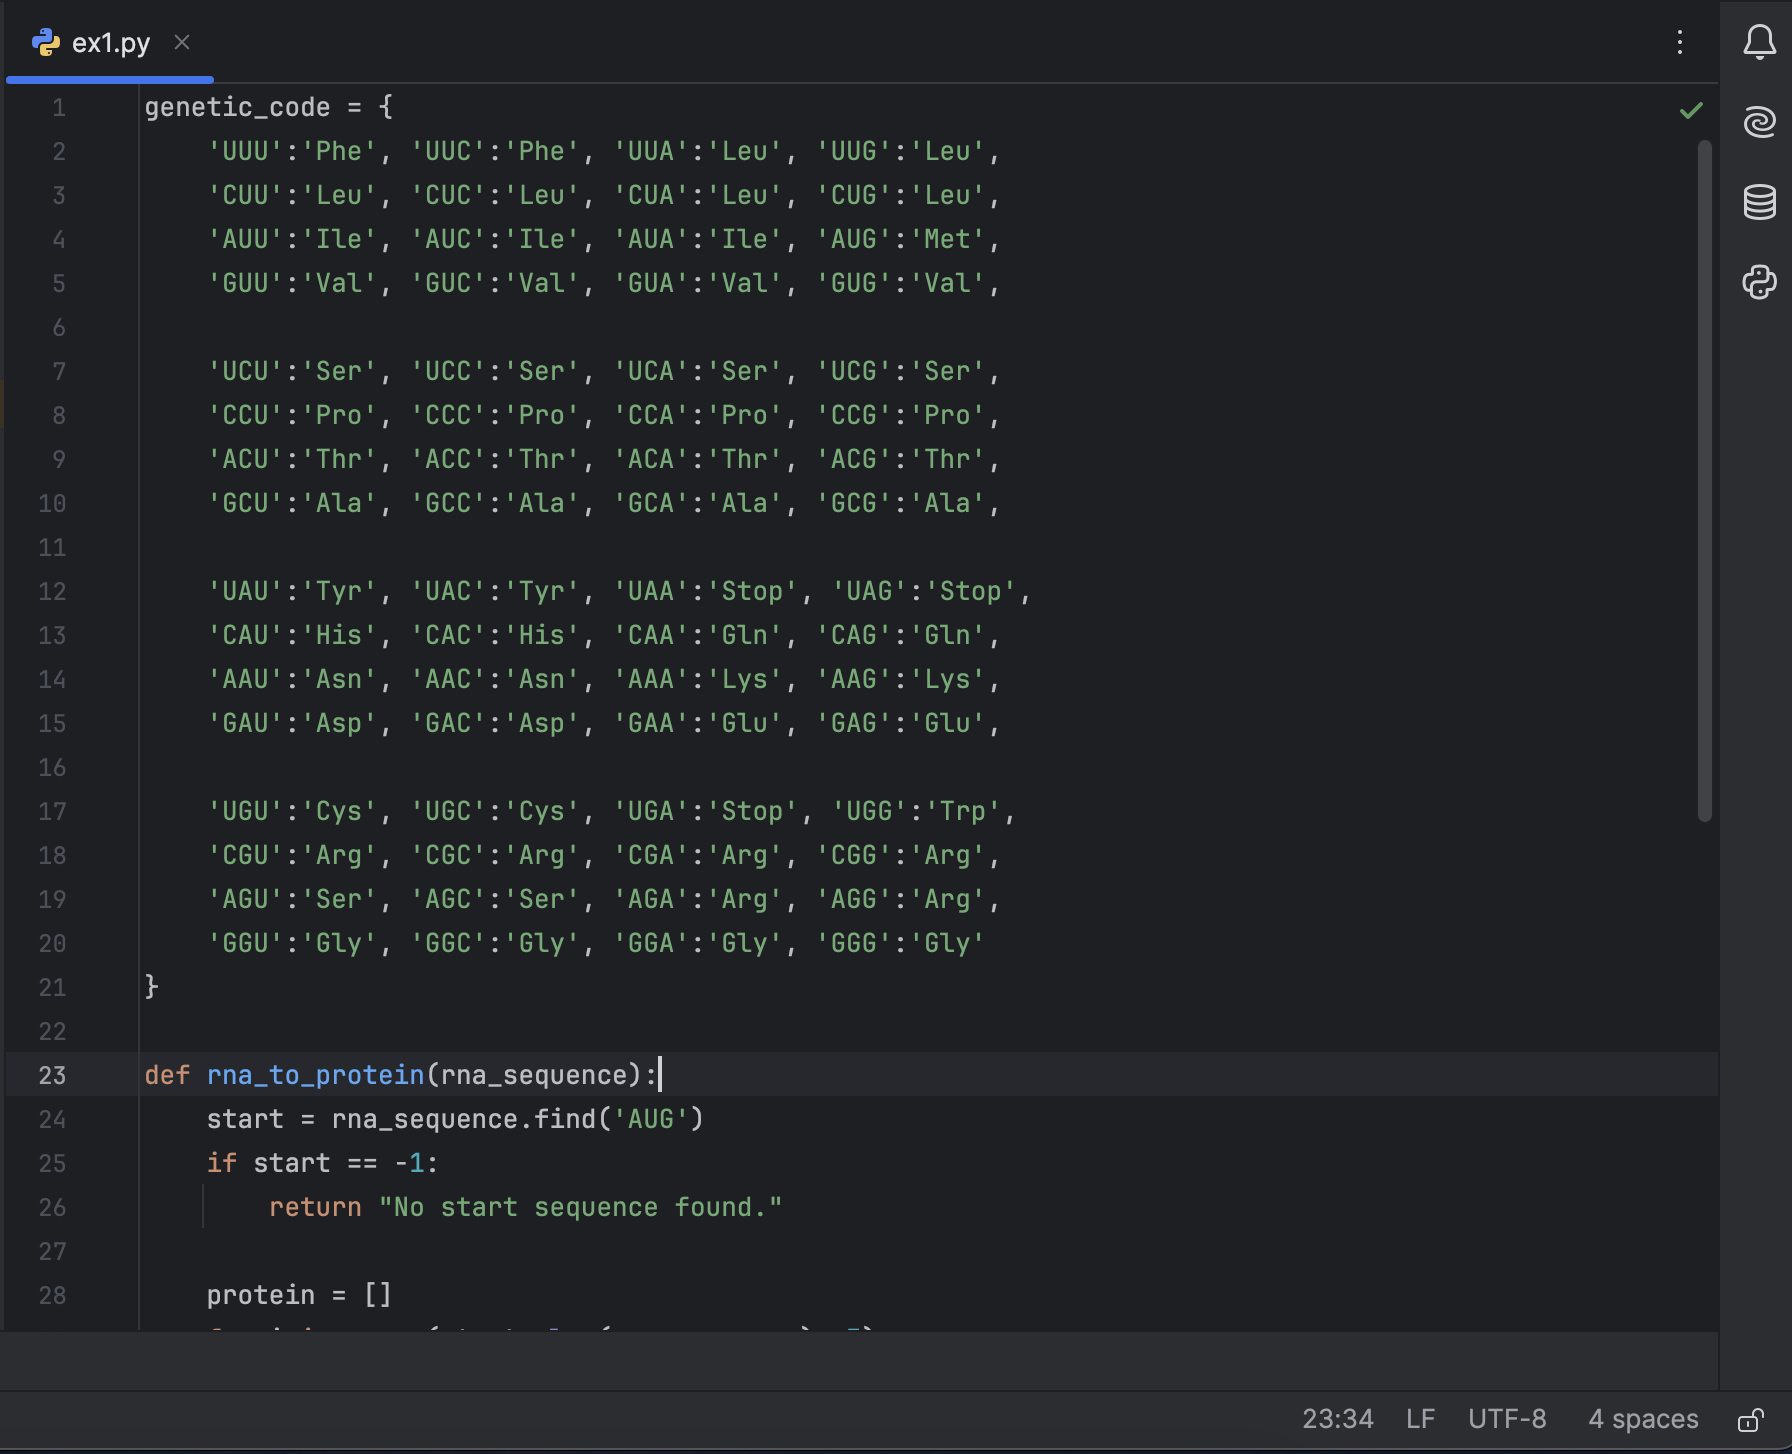 ex1.py
1 genetic_code = {
2 'UUU':'Phe', 'UUC':'Phe', 'UUA':'Leu', 'UUG':'Leu',
3 'CUU':'Leu', 'CUC':'Leu', 'CUA':'Leu', 'CUG':'Leu',
4 'AUU':'Ile', 'AUC':'Ile', 'AUA':'Ile', 'AUG':'Met',
5 'GUU':'Val', 'GUC':'Val', 'GUA':'Val', 'GUG':'Val',
6
7 'UCU':'Ser', 'UCC':'Ser', 'UCA':'Ser', 'UCG':'Ser',
8 'CCU':'Pro', 'CCC':'Pro', 'CCA':'Pro', 'CCG':'Pro',
9 'ACU':'Thr', 'ACC':'Thr', 'ACA':'Thr', 'ACG':'Thr',
10 'GCU':'Ala', 'GCC':'Ala', 'GCA':'Ala', 'GCG':'Ala',
11
12 'UAU':'Tyr', 'UAC':'Tyr', 'UAA':'Stop', 'UAG':'Stop',
13 'CAU':'His', 'CAC':'His', 'CAA':'Gln', 'CAG':'Gln',
14 'AAU':'Asn', 'AAC':'Asn', 'AAA':'Lys', 'AAG':'Lys',
15 'GAU':'Asp', 'GAC':'Asp', 'GAA':'Glu', 'GAG':'Glu',
16
17 'UGU':'Cys', 'UGC':'Cys', 'UGA':'Stop', 'UGG':'Trp',
18 'CGU':'Arg', 'CGC':'Arg', 'CGA':'Arg', 'CGG':'Arg',
19 'AGU':'Ser', 'AGC':'Ser', 'AGA':'Arg', 'AGG':'Arg',
20 'GGU':'Gly', 'GGC':'Gly', 'GGA':'Gly', 'GGG':'Gly'
21 }
22
23 def rna_to_protein(rna_sequence):
24 start = rna_sequence.find('AUG')
25 if start == -1:
26 return "No start sequence found."
27
28 protein = []
23:34 LF UTF-8 4 spaces